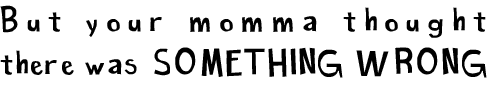 But your momma thought
there was SOMETHING WRONG